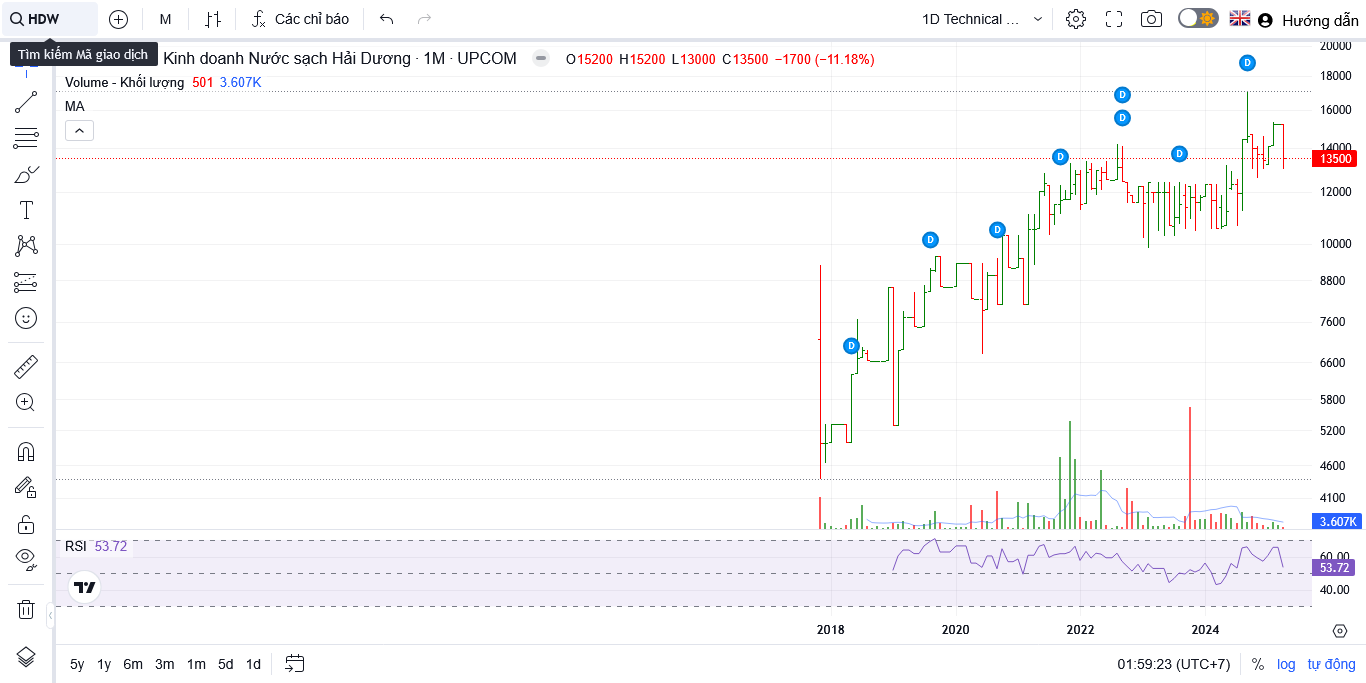 HDW
M
Các chỉ báo
1D Technical ...
Hướng dẫn
Tìm kiếm Mã giao dịch
Kinh doanh Nước sạch Hải Dương · 1M · UPCOM
O15200 H15200 L13000 C13500 −1700 (−11.18%)
Volume - Khối lượng 501 3.607K
MA
D
D
D
D
D
D
D
D
20000
18000
16000
14000
13500
12000
10000
8800
7600
6600
5800
5200
4600
4100
3.607K
RSI 53.72
60.00
53.72
40.00
2018
2020
2022
2024
5y 1y 6m 3m 1m 5d 1d
01:59:23 (UTC+7)
% log tự động